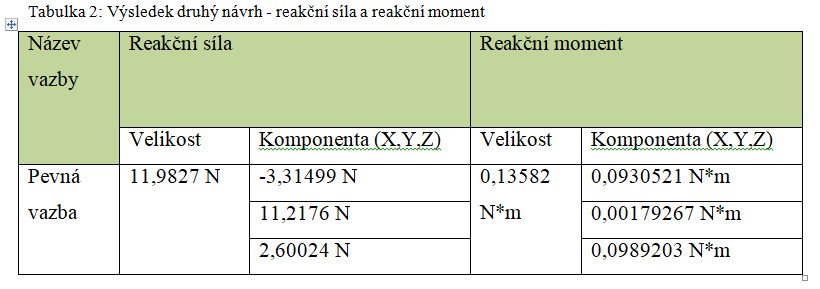 Tabulka 2: Výsledek druhý návrh - reakční síla a reakční moment
Název vazby Reakční síla Reakční moment
Velikost Komponenta (X,Y,Z) Velikost Komponenta (X,Y,Z)
Pevná vazba 11,9827 N -3,31499 N 0,13582 N*m 0,0930521 N*m
11,2176 N 0,00179267 N*m
2,60024 N 0,0989203 N*m